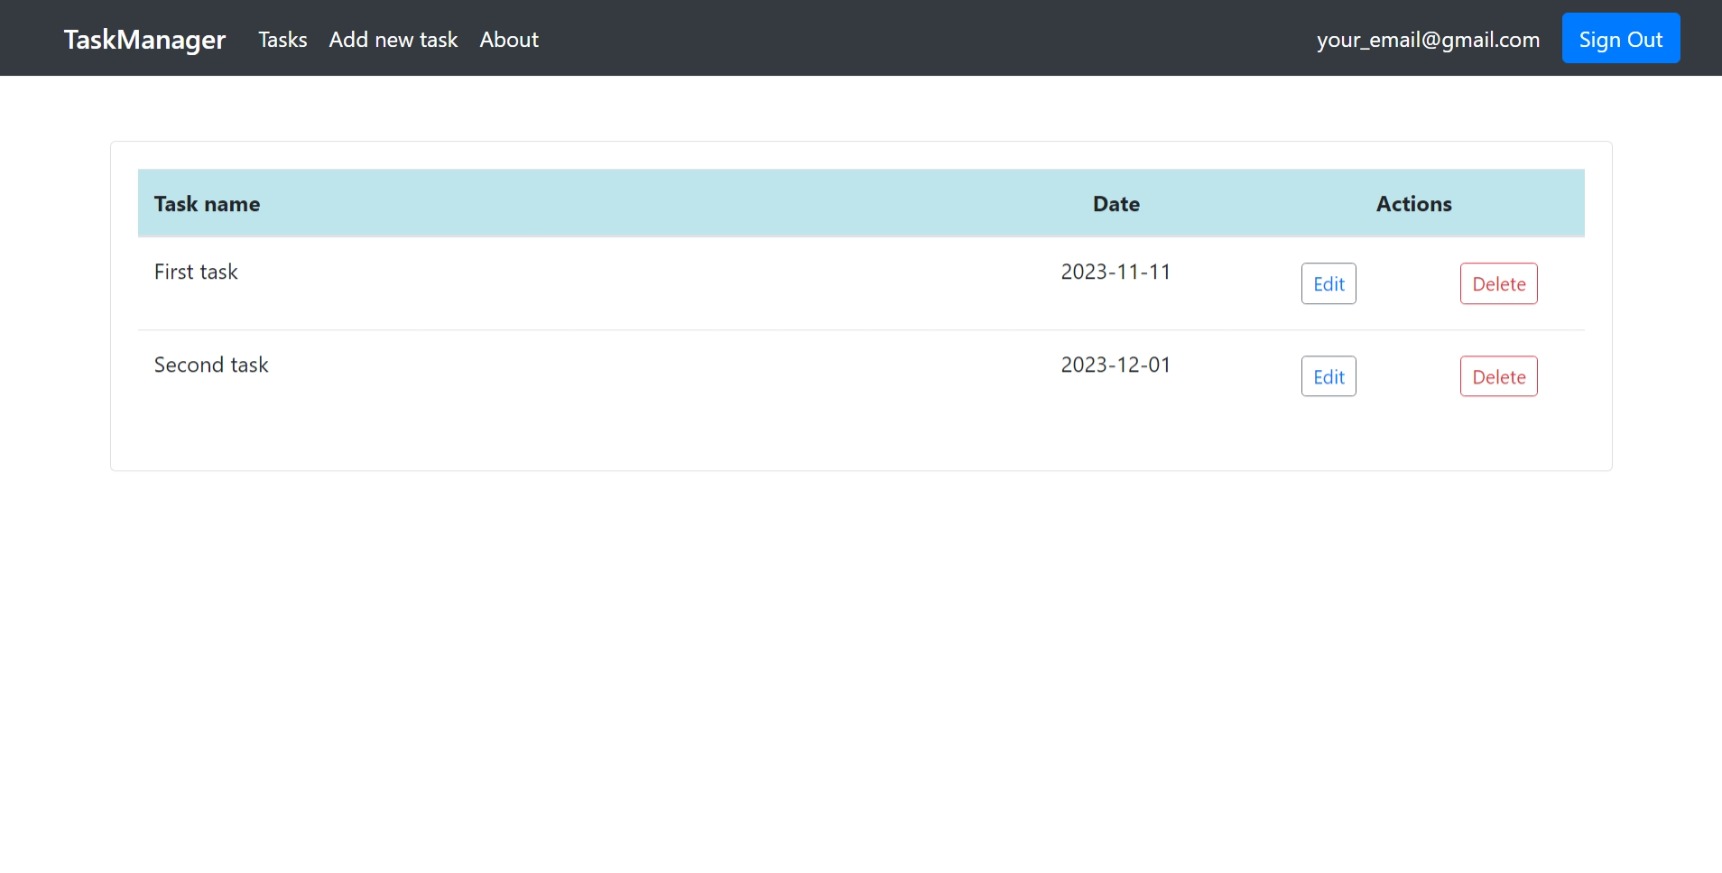 TaskManager Tasks Add new task About your_email@gmail.com Sign Out
Task name Date Actions
First task 2023-11-11 Edit Delete
Second task 2023-12-01 Edit Delete